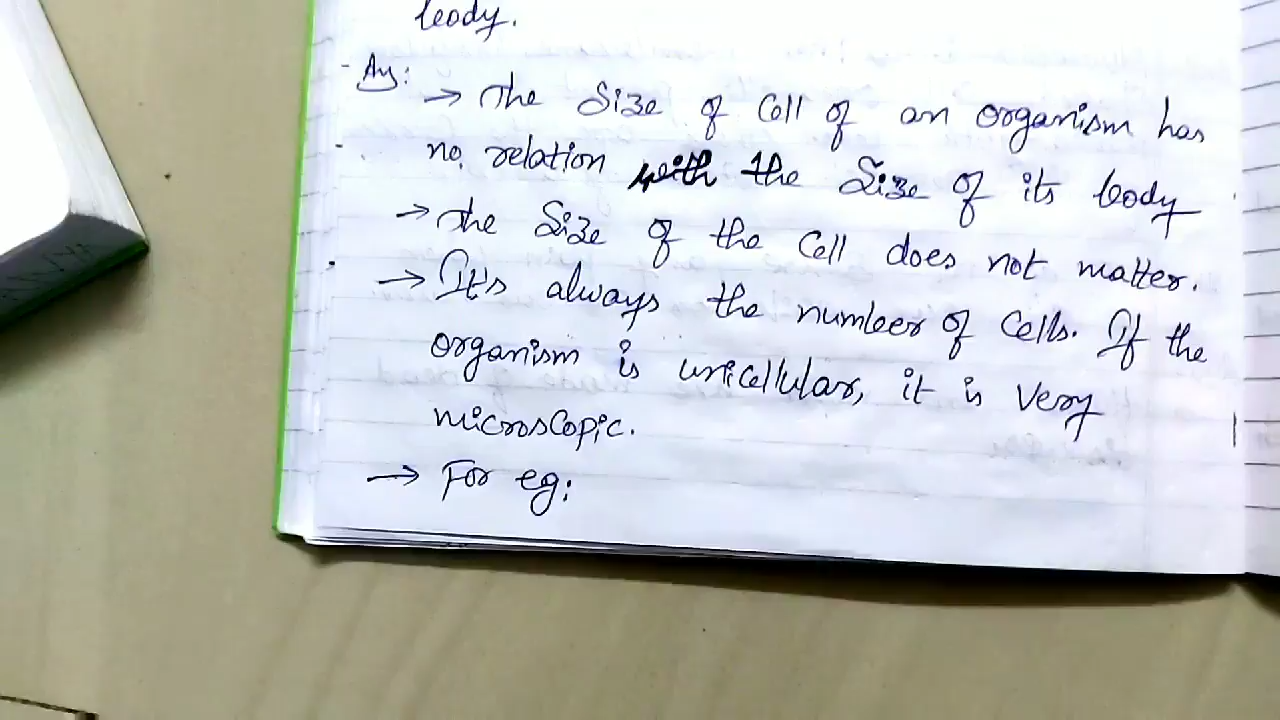 body.
Ans: → The Size of Cell of an organism has
no relation with the Size of its body
→ The Size of the Cell does not matter.
→ It's always the number of Cells. If the
organism is unicellular, it is very
microscopic.
→ For eg: